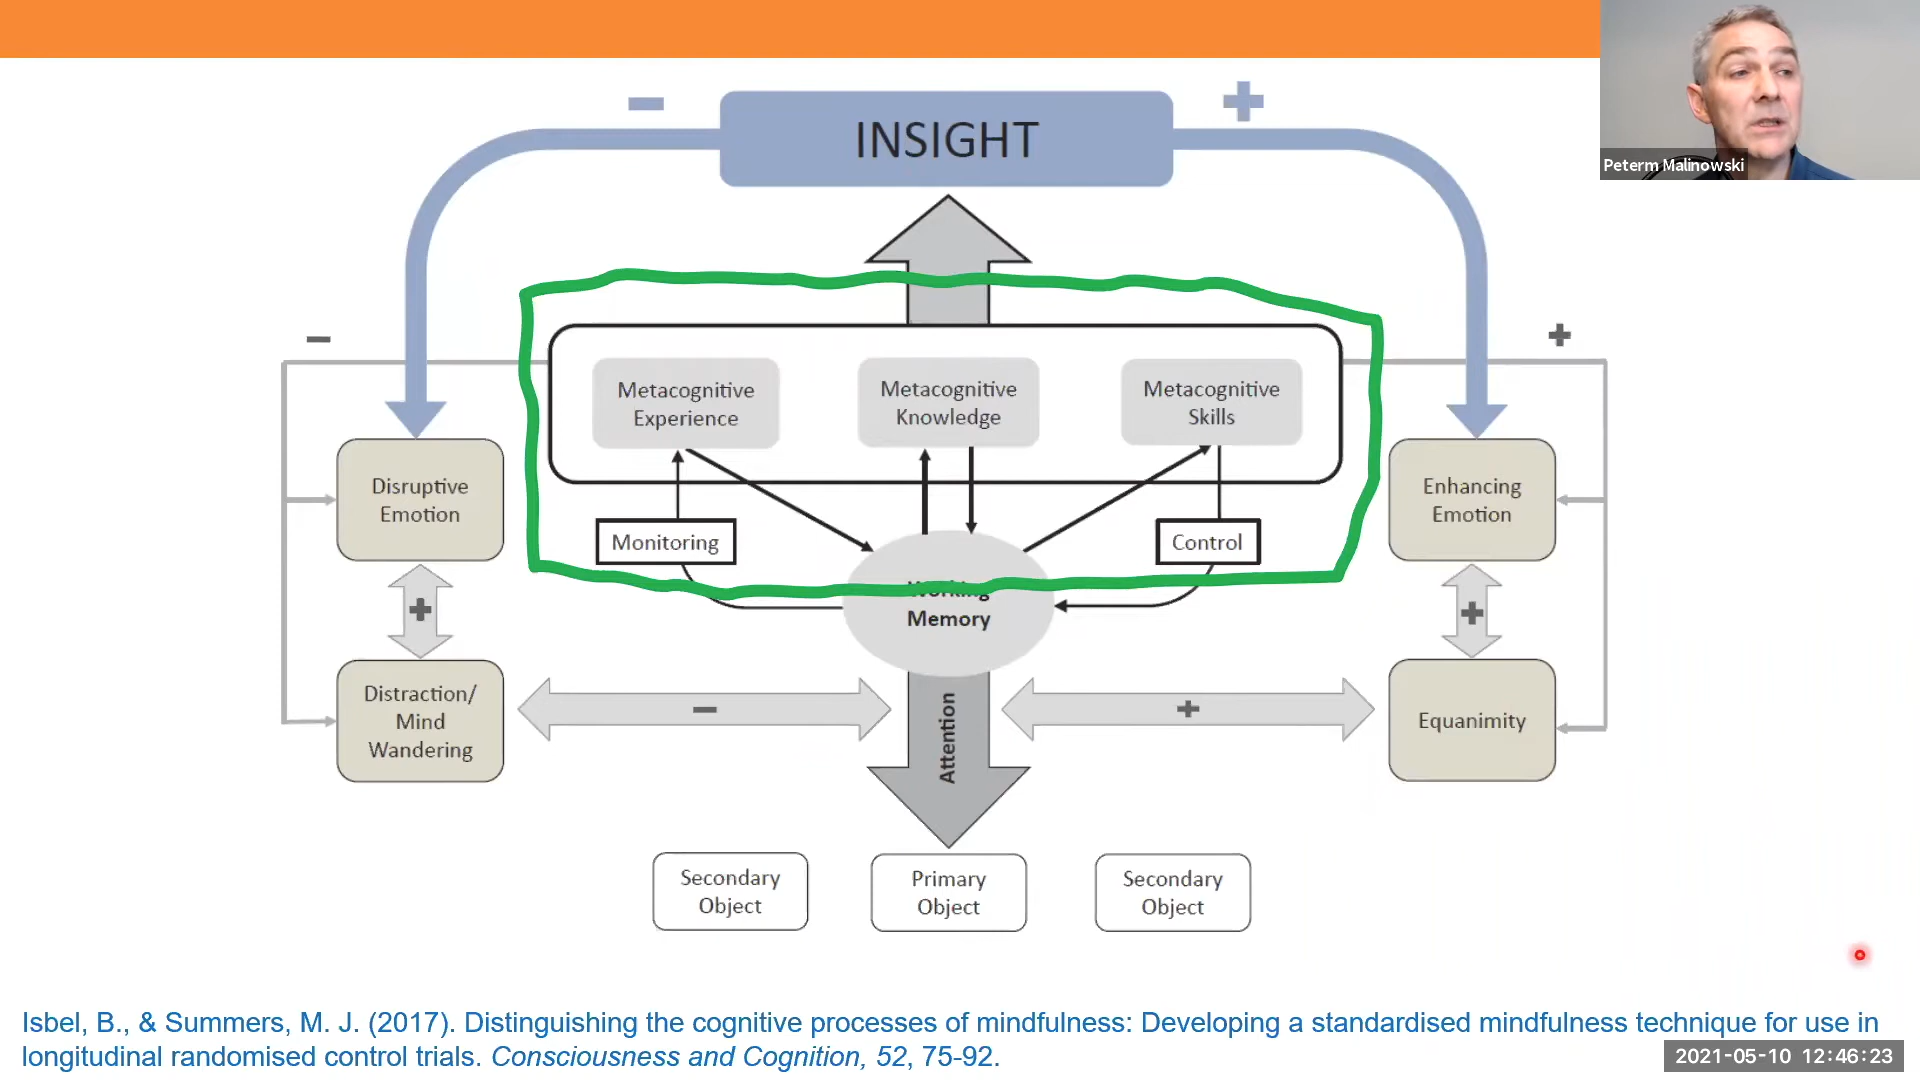 INSIGHT
Peterm Malinowski
Metacognitive
Experience
Metacognitive
Knowledge
Metacognitive
Skills
Disruptive
Emotion
Monitoring
Control
Enhancing
Emotion
Working
Memory
Distraction/
Mind
Wandering
Attention
Equanimity
Secondary
Object
Primary
Object
Secondary
Object
Isbel, B., & Summers, M. J. (2017). Distinguishing the cognitive processes of mindfulness: Developing a standardised mindfulness technique for use in
longitudinal randomised control trials. Consciousness and Cognition, 52, 75-92.
2021-05-10 12:46:23